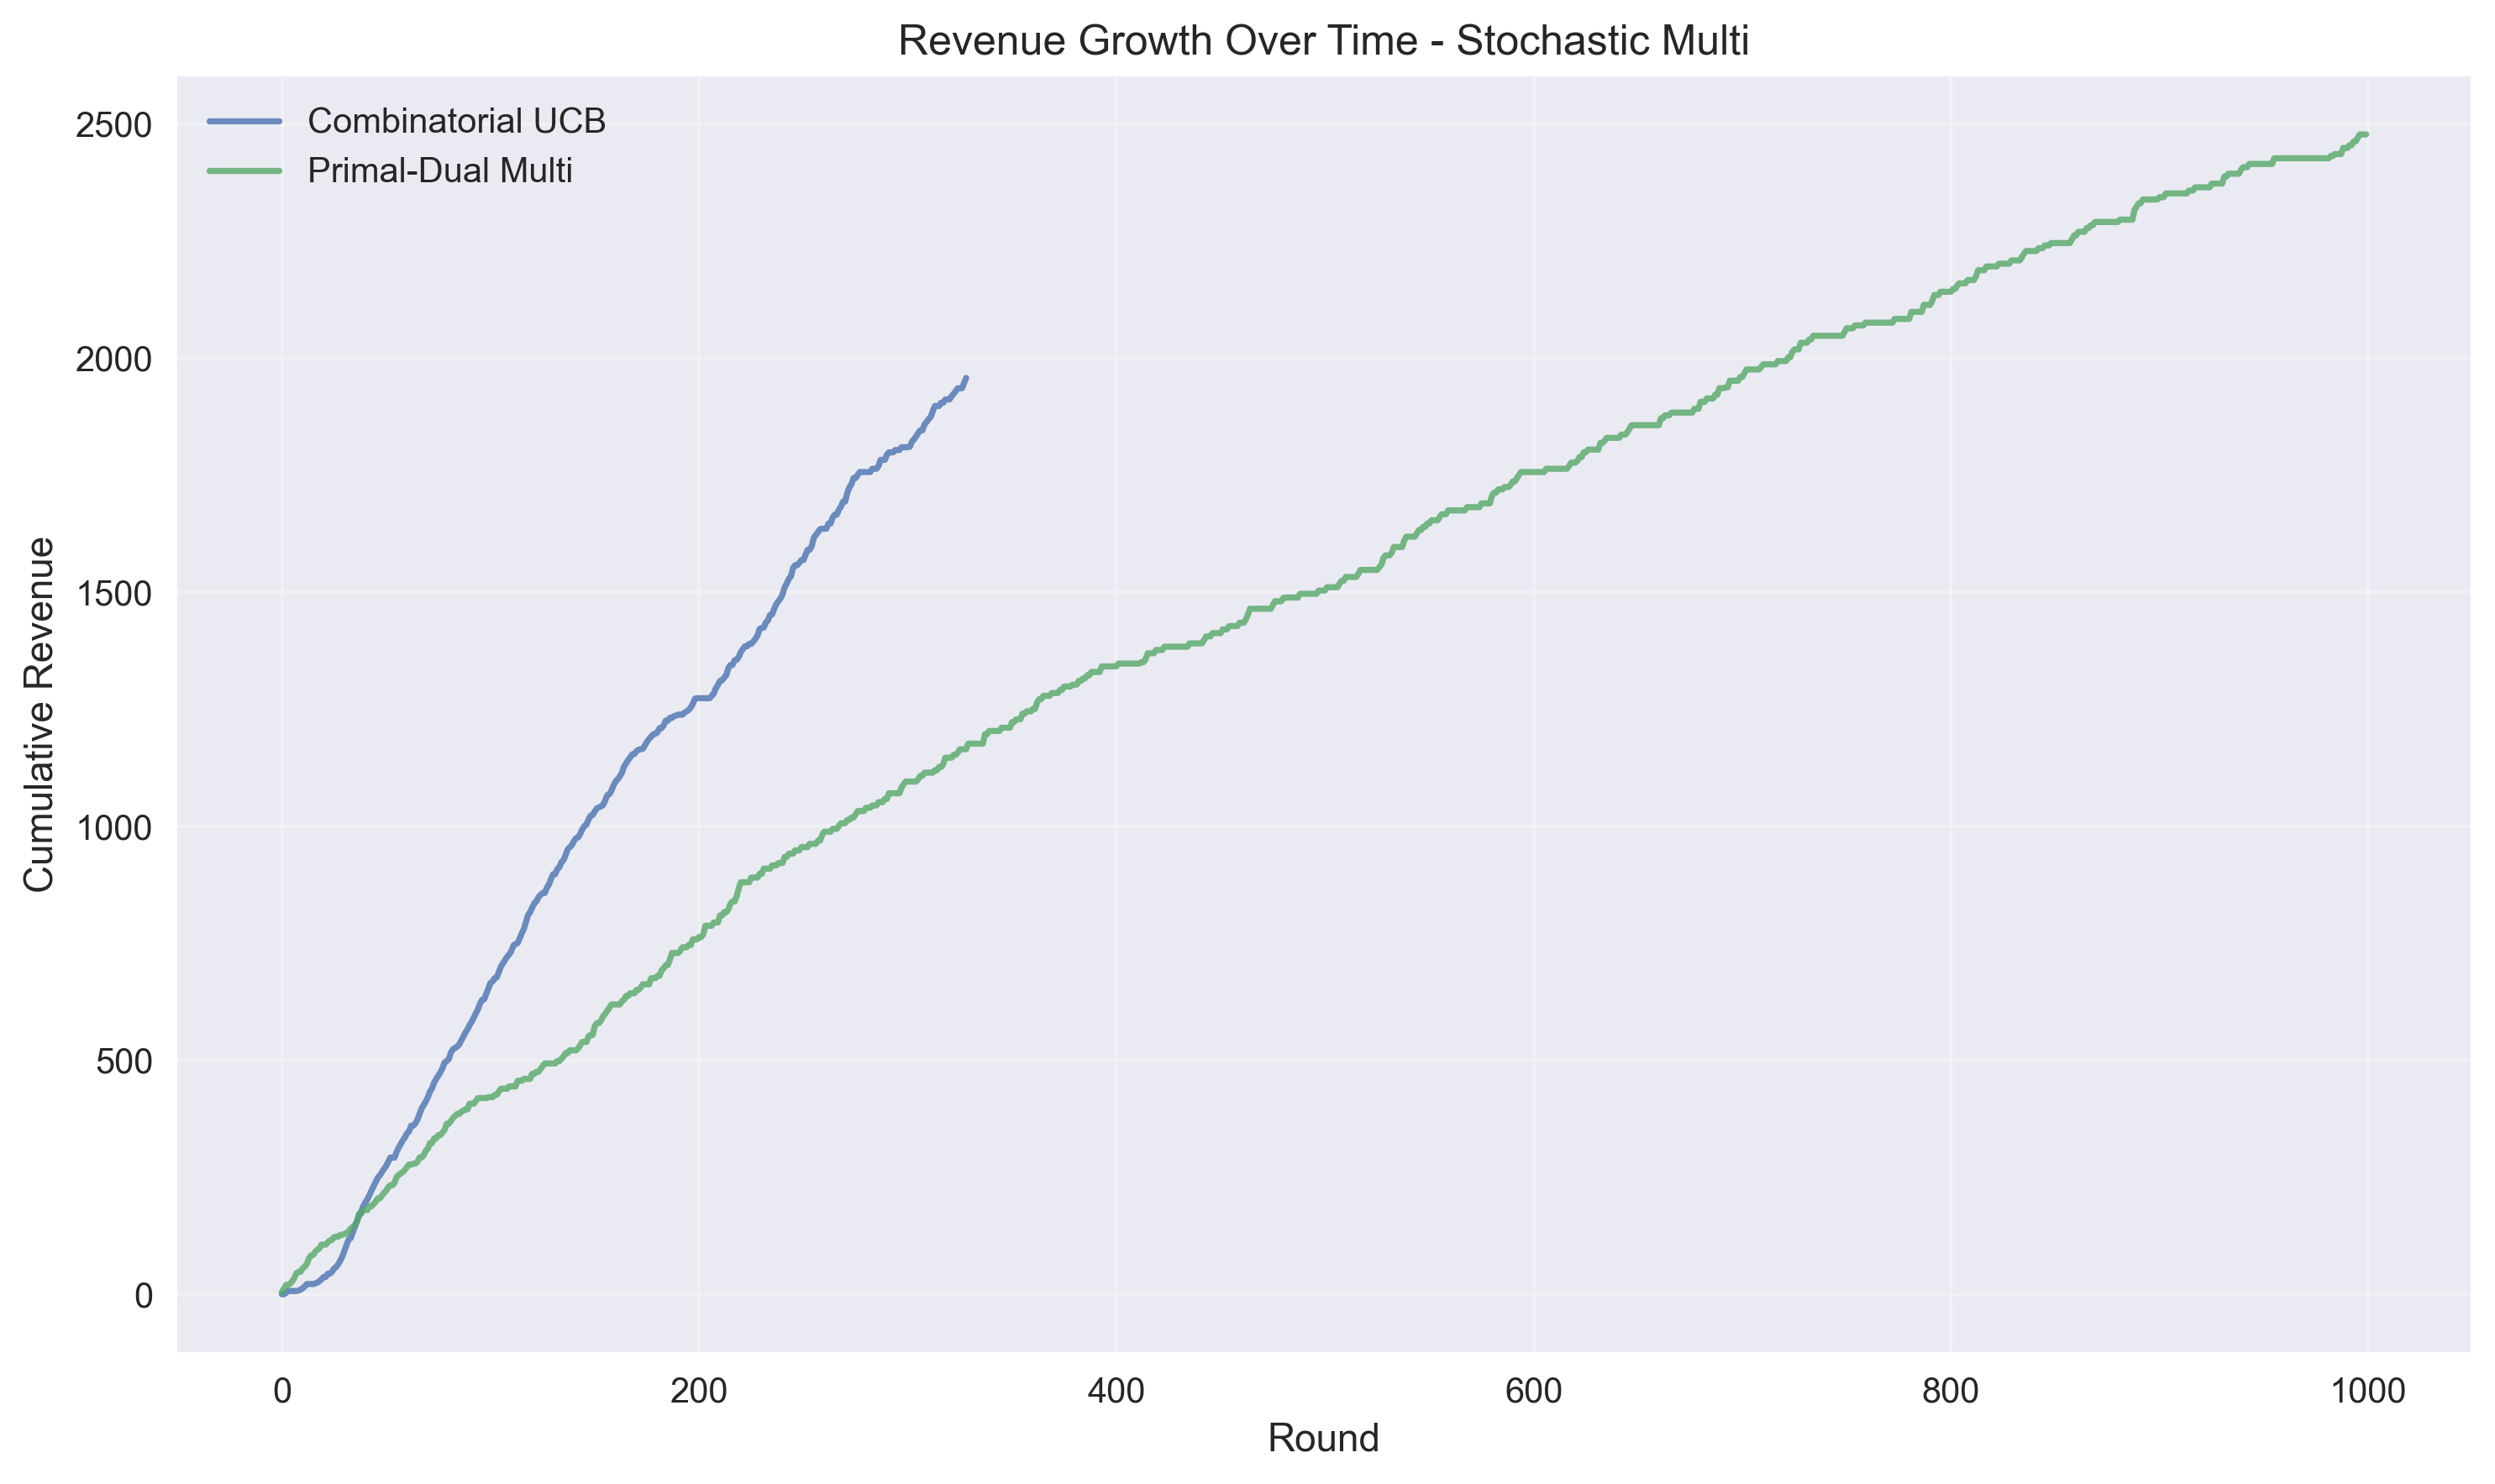 Revenue Growth Over Time - Stochastic Multi
Combinatorial UCB
Primal-Dual Multi
Cumulative Revenue
2500
2000
1500
1000
500
0
0 200 400 600 800 1000
Round